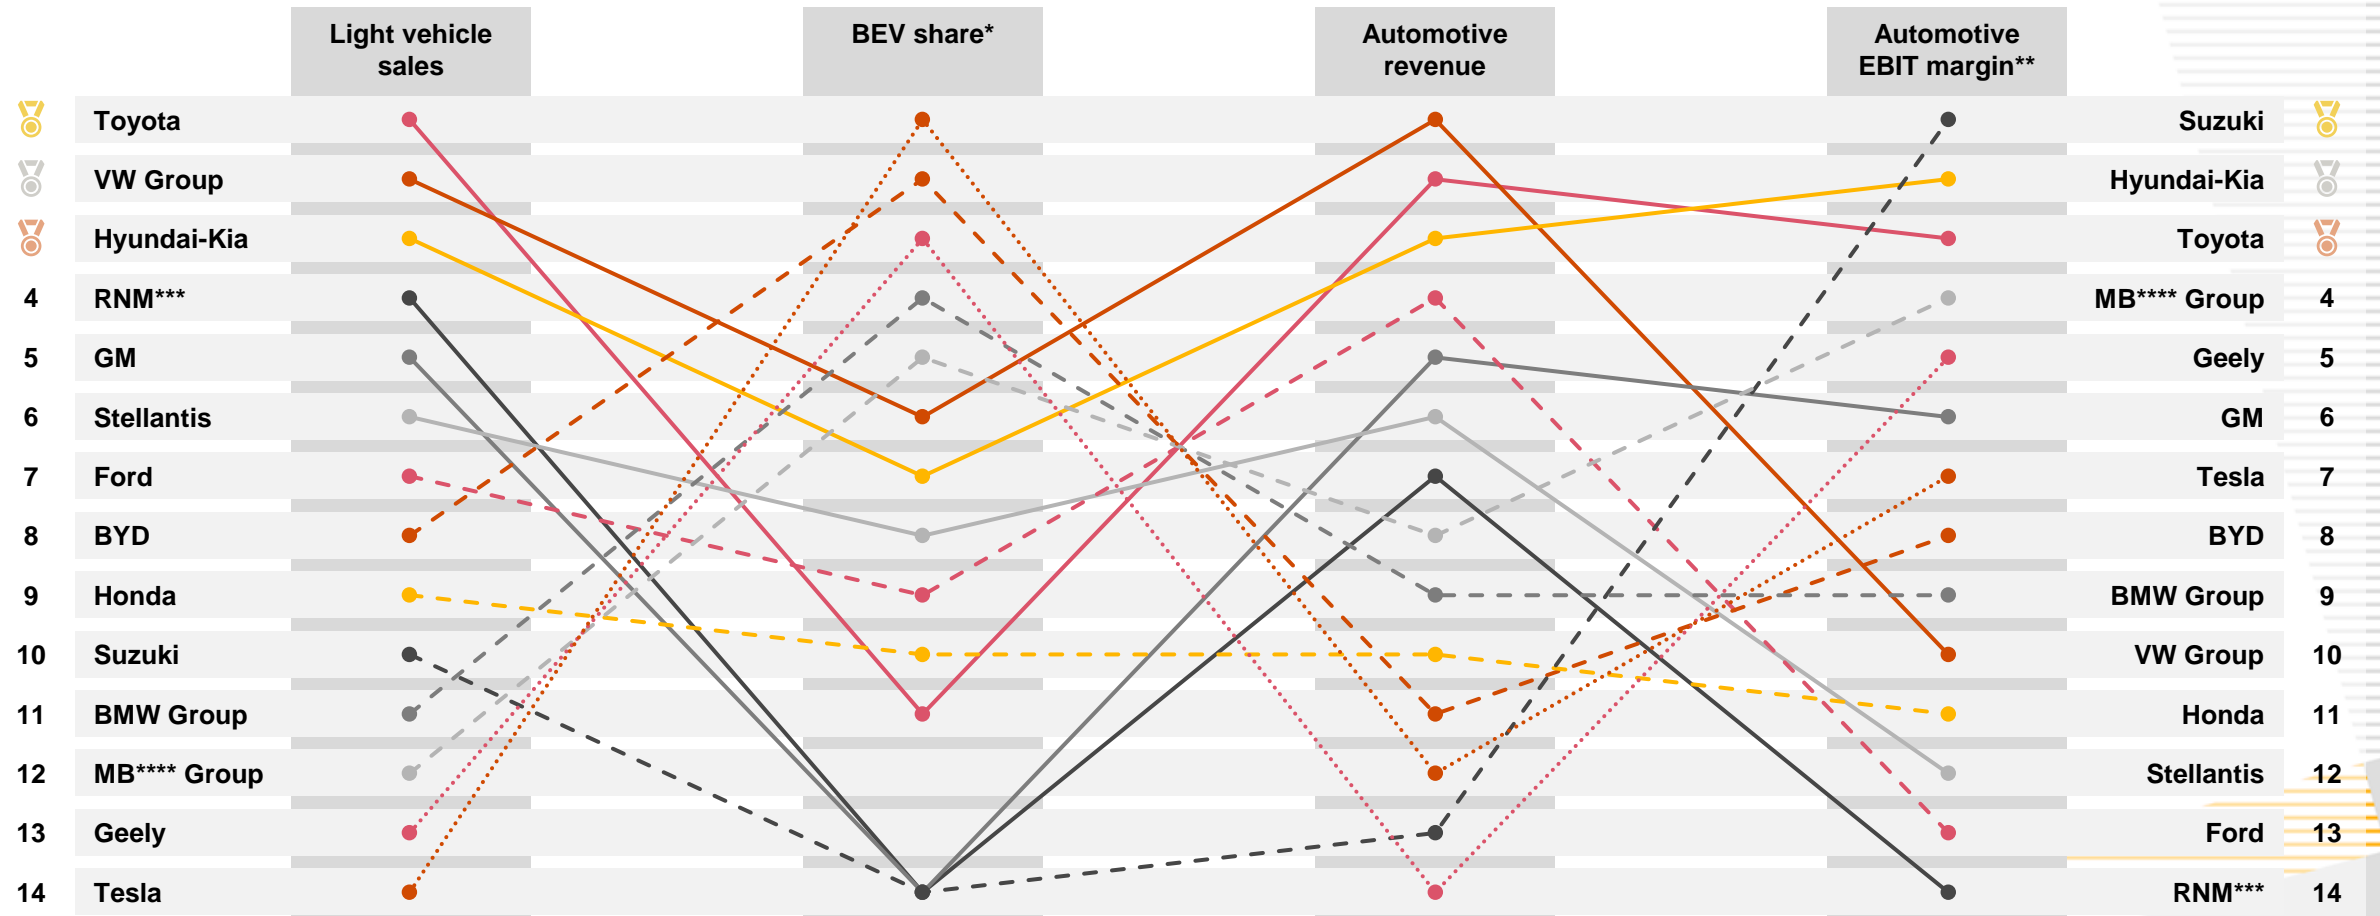 Light vehicle
sales
BEV share*
Automotive
revenue
Automotive
EBIT margin**
Toyota
Suzuki
VW Group
Hyundai-Kia
Hyundai-Kia
Toyota
4 RNM*** MB**** Group 4
5 GM Geely 5
6 Stellantis GM 6
7 Ford Tesla 7
8 BYD BYD 8
9 Honda BMW Group 9
10 Suzuki VW Group 10
11 BMW Group Honda 11
12 MB**** Group Stellantis 12
13 Geely Ford 13
14 Tesla RNM*** 14